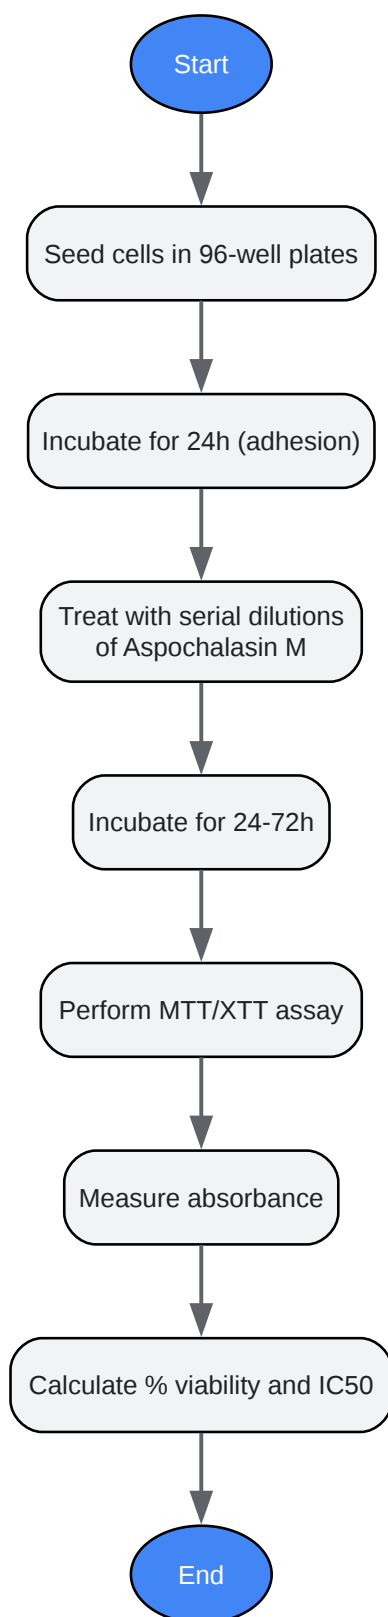 Start
Seed cells in 96-well plates
Incubate for 24h (adhesion)
Treat with serial dilutions
of Aspochalasin M
Incubate for 24-72h
Perform MTT/XTT assay
Measure absorbance
Calculate % viability and IC50
End